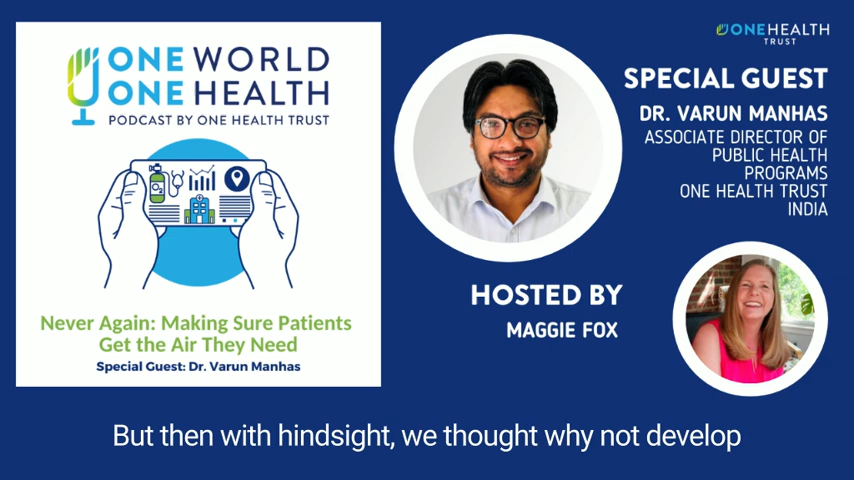 ONE WORLD
ONE HEALTH
PODCAST BY ONE HEALTH TRUST
Never Again: Making Sure Patients
Get the Air They Need
Special Guest: Dr. Varun Manhas
ONEHEALTH
TRUST
SPECIAL GUEST
DR. VARUN MANHAS
ASSOCIATE DIRECTOR OF
PUBLIC HEALTH
PROGRAMS
ONE HEALTH TRUST
INDIA
HOSTED BY
MAGGIE FOX
But then with hindsight, we thought why not develop